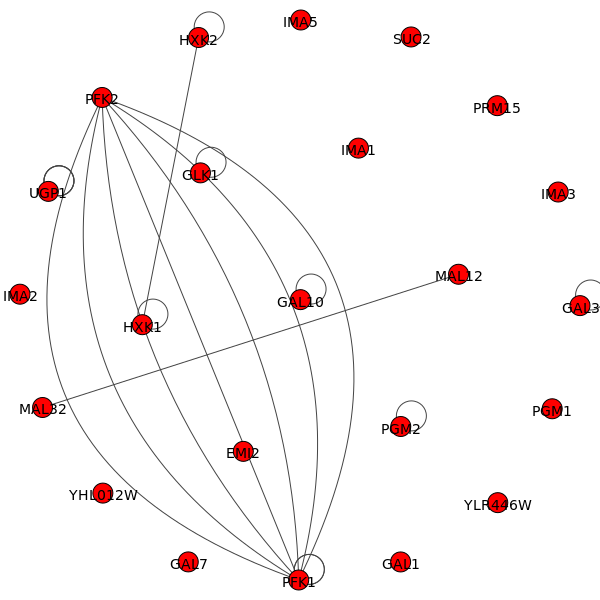 IMA5
HXK2
SUC2
PFK2
PRM15
IMA1
GLK1
UGP1
IMA3
MAL12
IMA2
GAL10
GAL3
HXK1
MAL32
PGM1
PGM2
EMI2
YHL012W
YLR446W
GAL7
GAL1
PFK1